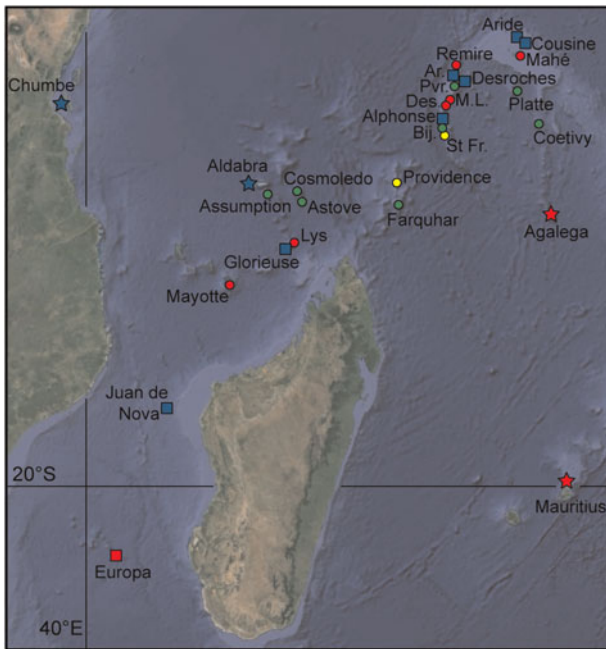 Aride
Cousine
Remire
Mahé
Ar.
Desroches
Chumbe
Pvr.
Des.
M.L.
Platte
Alphonse
Bij.
St Fr.
Coetivy
Aldabra
Cosmoledo
Providence
Assumption
Astove
Farquhar
Agalega
Lys
Glorieuse
Mayotte
Juan de
Nova
20°S
Mauritius
Europa
40°E